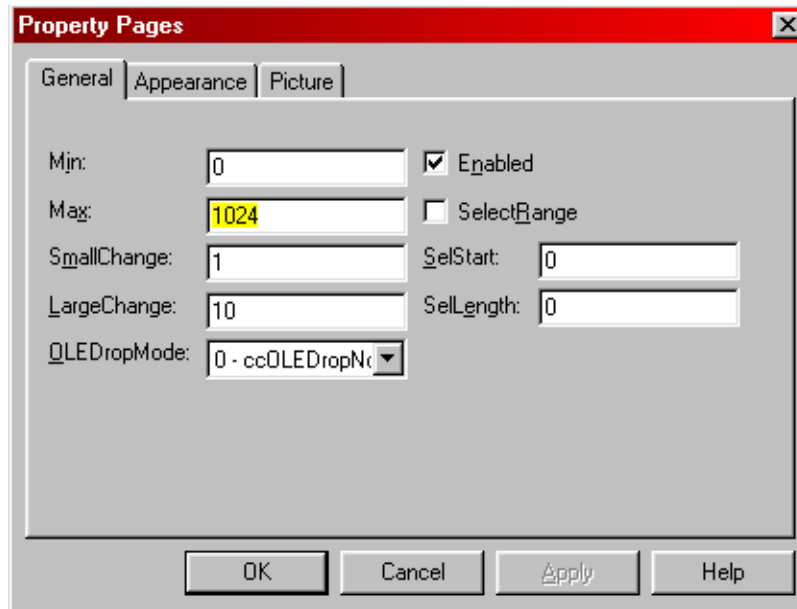 Property Pages
General Appearance Picture
Min: 0 Enabled
Max: 1024 SelectRange
SmallChange: 1 SelStart: 0
LargeChange: 10 SelLength: 0
OLEDropMode: 0 - ccOLEDropNo
OK Cancel Apply Help